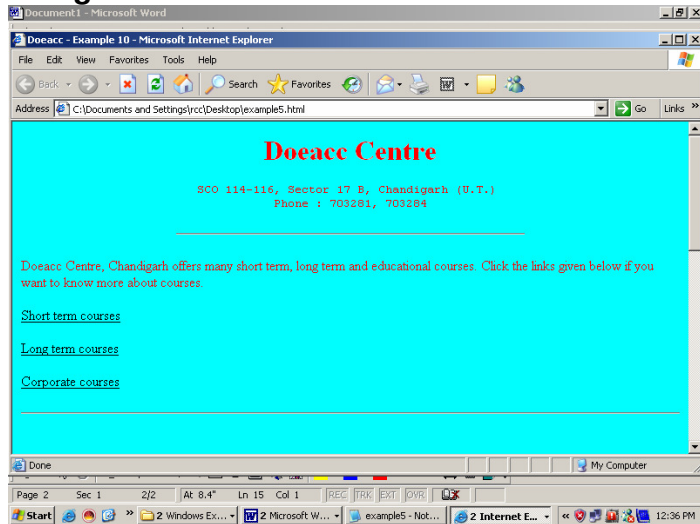 Document1 - Microsoft Word
Doeacc - Example 10 - Microsoft Internet Explorer
File Edit View Favorites Tools Help
Back Search Favorites
Address C:\Documents and Settings\rcc\Desktop\example5.html Go Links »
Doeacc Centre
SCO 114-116, Sector 17 B, Chandigarh (U.T.)
Phone : 703281, 703284
Doeacc Centre, Chandigarh offers many short term, long term and educational courses. Click the links given below if you
want to know more about courses.
Short term courses
Long term courses
Corporate courses
Done My Computer
Page 2 Sec 1 2/2 At 8.4" Ln 15 Col 1 REC TRK EXT OVR
Start » 2 Windows Ex... 2 Microsoft W... example5 - Not... 2 Internet E... « 12:36 PM